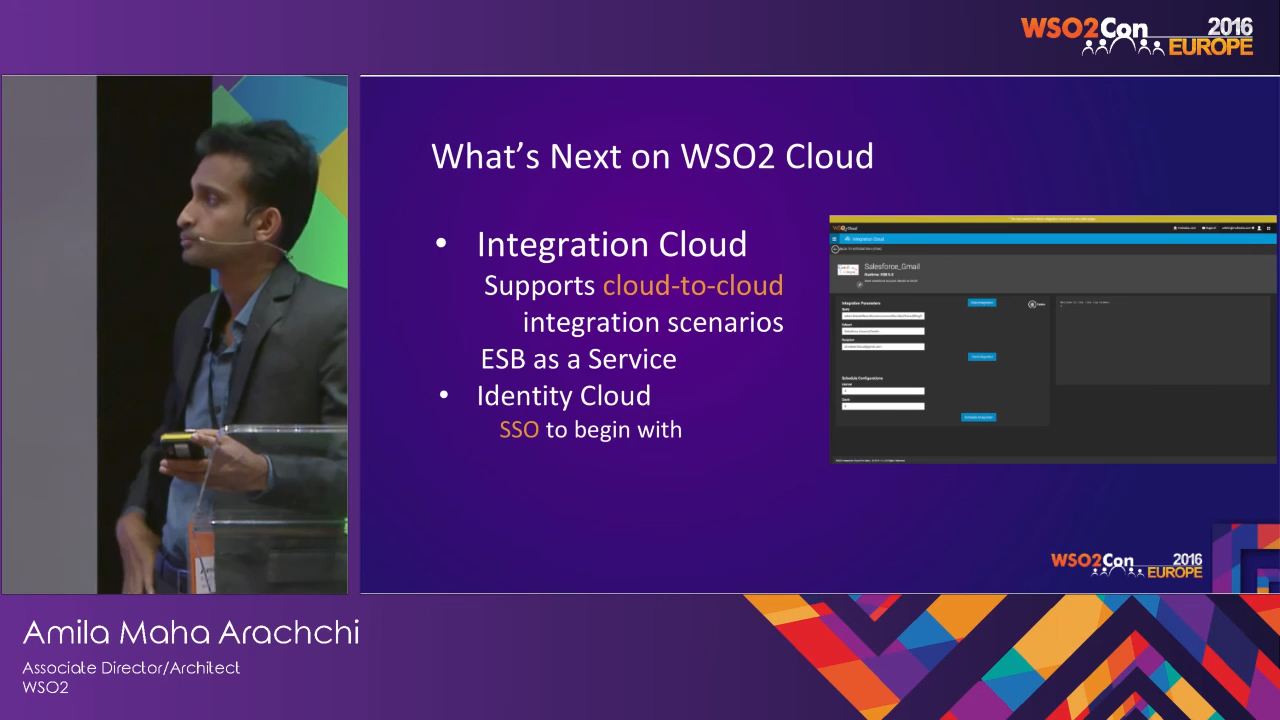 WSO2Con 2016
EUROPE
What's Next on WSO2 Cloud
• Integration Cloud
Supports cloud-to-cloud
integration scenarios
ESB as a Service
• Identity Cloud
SSO to begin with
Integration Cloud
Salesforce_Gmail
Integration Parameters
Schedule Configurations
WSO2Con 2016
EUROPE
Amila Maha Arachchi
Associate Director/Architect
WSO2